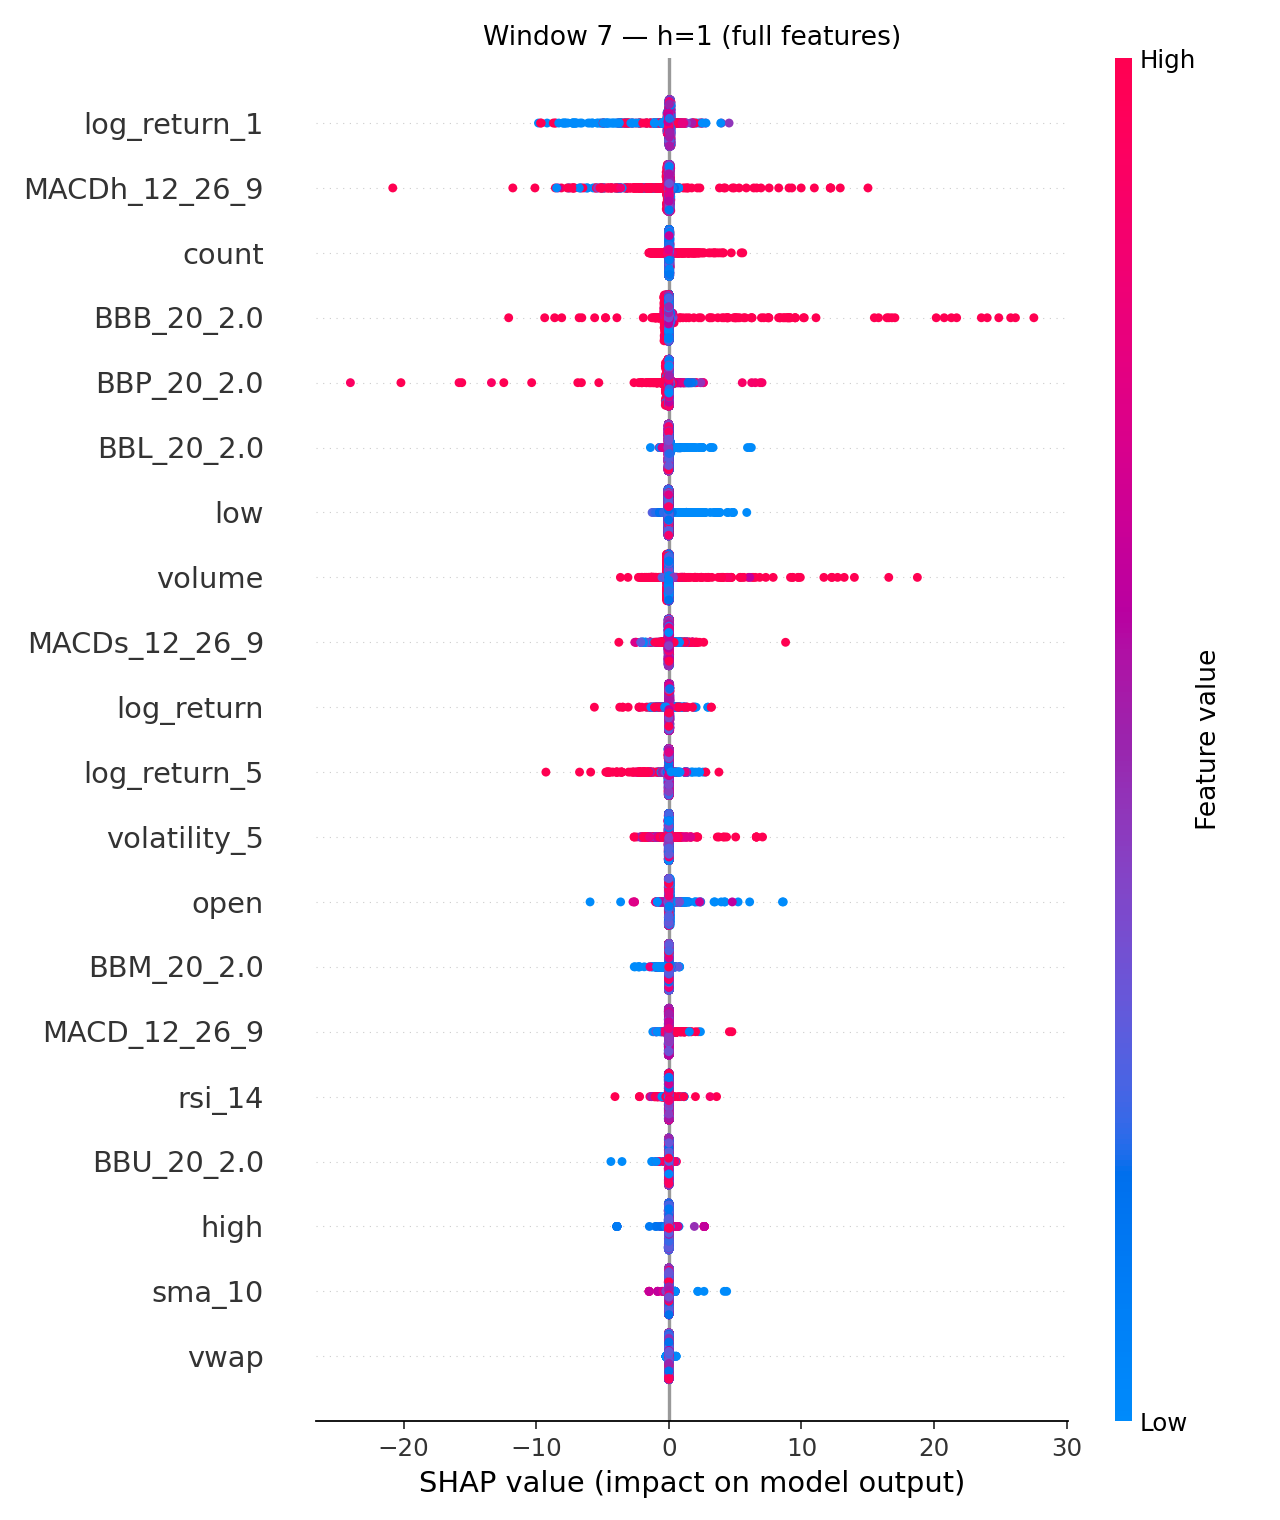 Window 7 — h=1 (full features)
High
log_return_1
MACDh_12_26_9
count
BBB_20_2.0
BBP_20_2.0
BBL_20_2.0
low
volume
MACDs_12_26_9
log_return
log_return_5
volatility_5
open
BBM_20_2.0
MACD_12_26_9
rsi_14
BBU_20_2.0
high
sma_10
vwap
Feature value
Low
−20 −10 0 10 20 30
SHAP value (impact on model output)